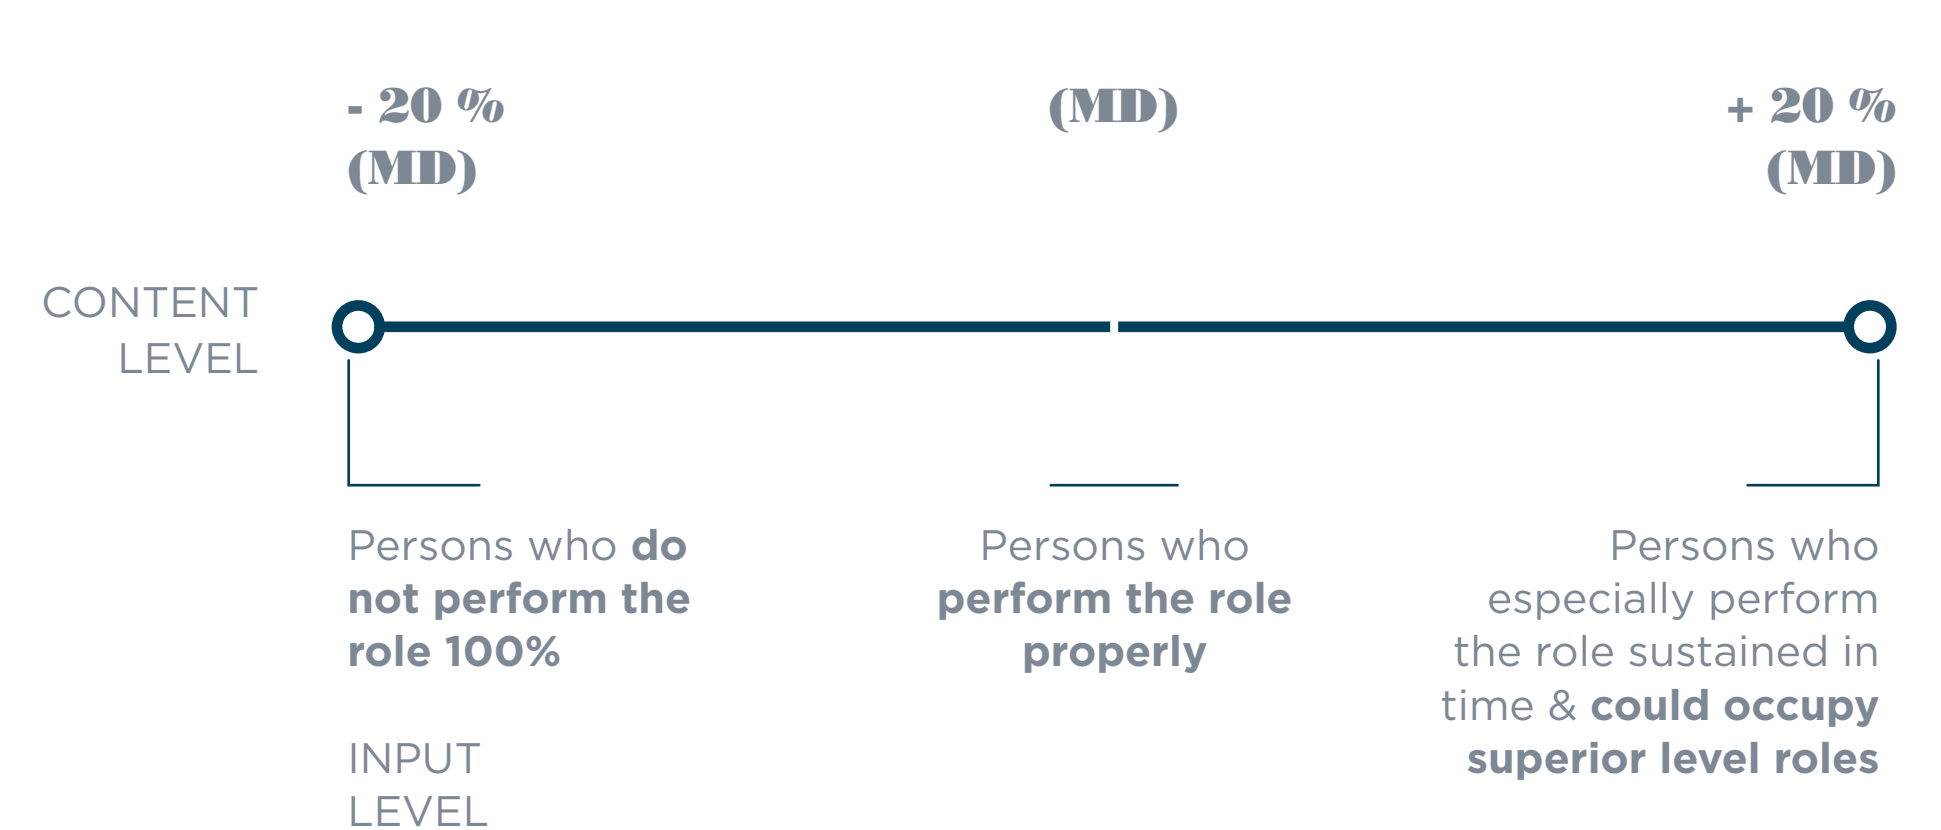 - 20 %
(MD)
(MD)
+ 20 %
(MD)
CONTENT
LEVEL
Persons who do
not perform the
role 100%
INPUT
LEVEL
Persons who
perform the role
properly
Persons who
especially perform
the role sustained in
time & could occupy
superior level roles